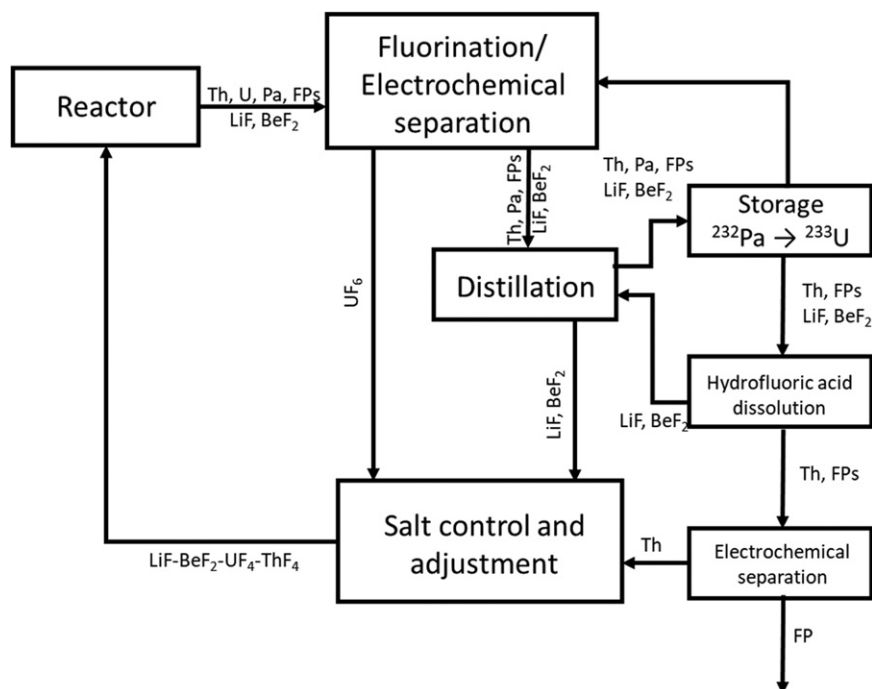 Fluorination/
Electrochemical
separation
Reactor
Th, U, Pa, FPs
LiF, BeF₂
Th, Pa, FPs
LiF, BeF₂
Th, Pa, FPs
LiF, BeF₂
Storage
²³²Pa → ²³³U
UF₆
Distillation
Th, FPs
LiF, BeF₂
LiF, BeF₂
Hydrofluoric acid
dissolution
LiF, BeF₂
Th, FPs
Salt control and
adjustment
Th
Electrochemical
separation
LiF-BeF₂-UF₄-ThF₄
FP